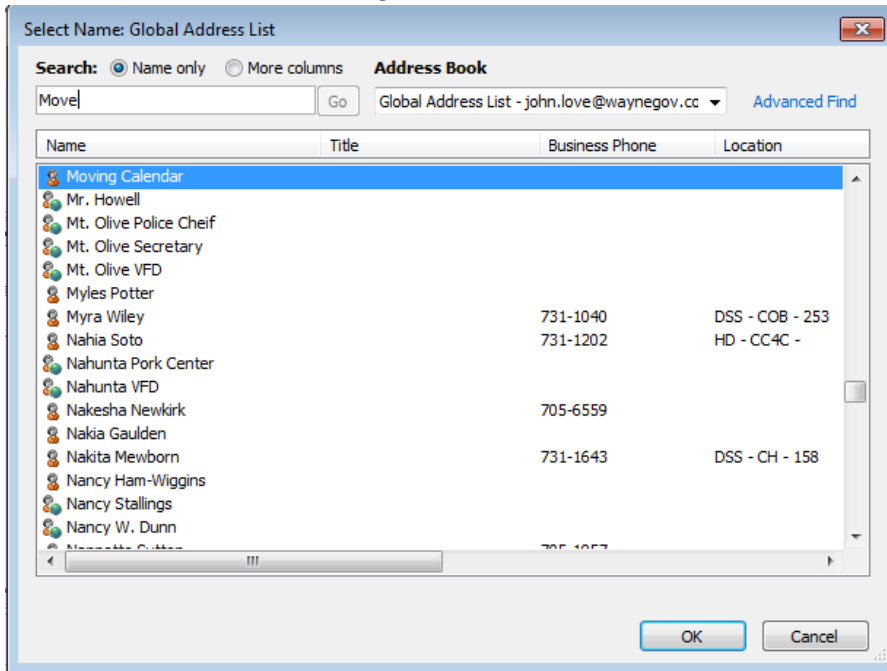 Select Name: Global Address List
Search: Name only More columns Address Book
Move Go Global Address List - john.love@waynegov.cc Advanced Find
Name Title Business Phone Location
Moving Calendar
Mr. Howell
Mt. Olive Police Cheif
Mt. Olive Secretary
Mt. Olive VFD
Myles Potter
Myra Wiley 731-1040 DSS - COB - 253
Nahia Soto 731-1202 HD - CC4C -
Nahunta Pork Center
Nahunta VFD
Nakesha Newkirk 705-6559
Nakia Gaulden
Nakita Mewborn 731-1643 DSS - CH - 158
Nancy Ham-Wiggins
Nancy Stallings
Nancy W. Dunn
OK Cancel